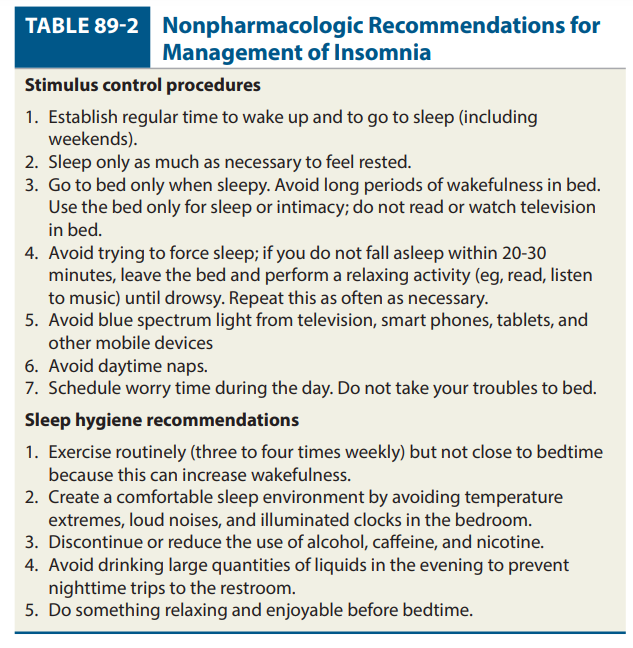 TABLE 89-2
Nonpharmacologic Recommendations for
Management of Insomnia
Stimulus control procedures
1. Establish regular time to wake up and to go to sleep (including
weekends).
2. Sleep only as much as necessary to feel rested.
3. Go to bed only when sleepy. Avoid long periods of wakefulness in bed.
Use the bed only for sleep or intimacy; do not read or watch television
in bed.
4. Avoid trying to force sleep; if you do not fall asleep within 20-30
minutes, leave the bed and perform a relaxing activity (eg, read, listen
to music) until drowsy. Repeat this as often as necessary.
5. Avoid blue spectrum light from television, smart phones, tablets, and
other mobile devices
6. Avoid daytime naps.
7. Schedule worry time during the day. Do not take your troubles to bed.
Sleep hygiene recommendations
1. Exercise routinely (three to four times weekly) but not close to bedtime
because this can increase wakefulness.
2. Create a comfortable sleep environment by avoiding temperature
extremes, loud noises, and illuminated clocks in the bedroom.
3. Discontinue or reduce the use of alcohol, caffeine, and nicotine.
4. Avoid drinking large quantities of liquids in the evening to prevent
nighttime trips to the restroom.
5. Do something relaxing and enjoyable before bedtime.